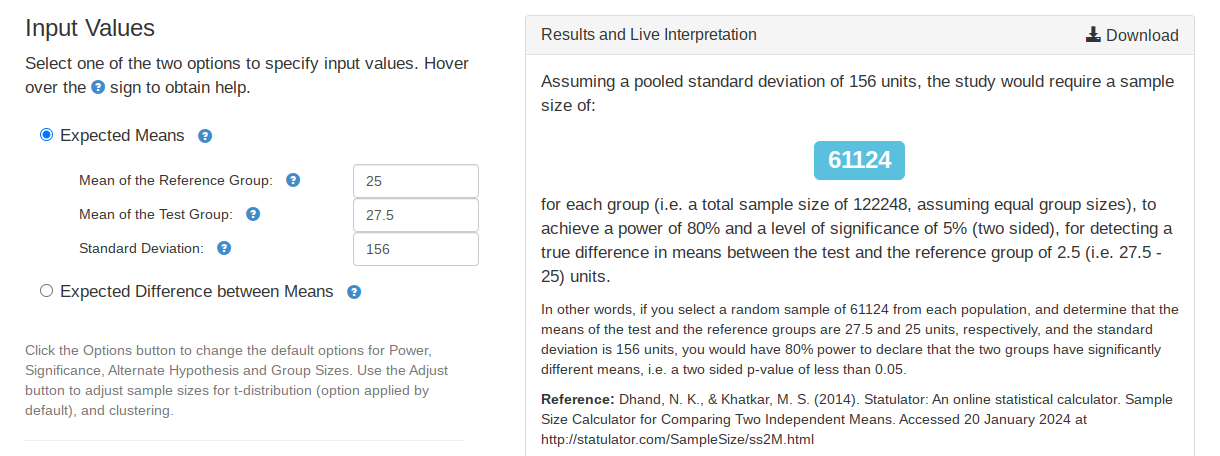 Input Values
Select one of the two options to specify input values. Hover
over the ? sign to obtain help.
Expected Means ?
Mean of the Reference Group: ? 25
Mean of the Test Group: ? 27.5
Standard Deviation: ? 156
Expected Difference between Means ?
Click the Options button to change the default options for Power,
Significance, Alternate Hypothesis and Group Sizes. Use the Adjust
button to adjust sample sizes for t-distribution (option applied by
default), and clustering.
Results and Live Interpretation
Download
Assuming a pooled standard deviation of 156 units, the study would require a sample
size of:
61124
for each group (i.e. a total sample size of 122248, assuming equal group sizes), to
achieve a power of 80% and a level of significance of 5% (two sided), for detecting a
true difference in means between the test and the reference group of 2.5 (i.e. 27.5 -
25) units.
In other words, if you select a random sample of 61124 from each population, and determine that the
means of the test and the reference groups are 27.5 and 25 units, respectively, and the standard
deviation is 156 units, you would have 80% power to declare that the two groups have significantly
different means, i.e. a two sided p-value of less than 0.05.
Reference: Dhand, N. K., & Khatkar, M. S. (2014). Statulator: An online statistical calculator. Sample
Size Calculator for Comparing Two Independent Means. Accessed 20 January 2024 at
http://statulator.com/SampleSize/ss2M.html